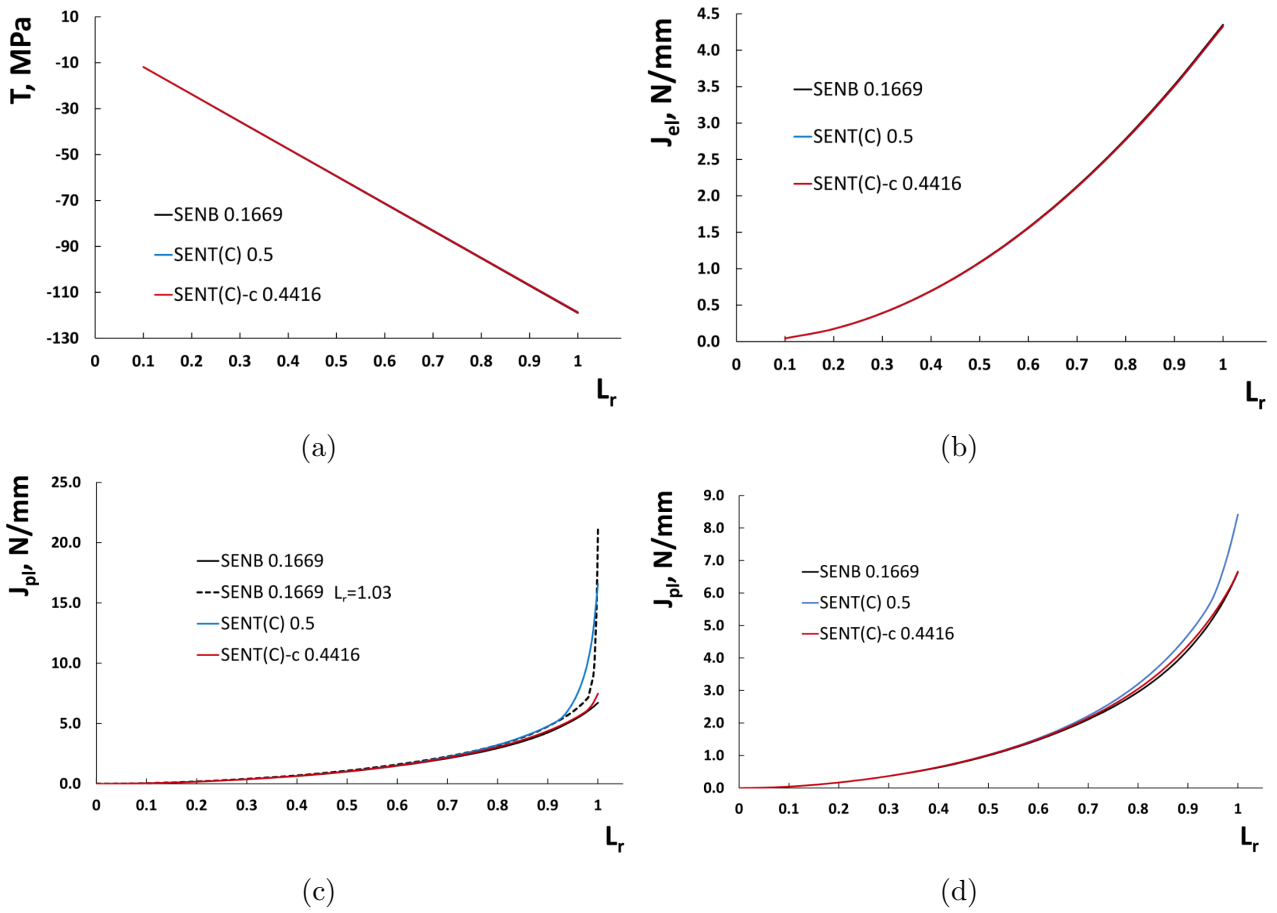 T, MPa
10
-10
-30
-50
-70
-90
-110
-130
0 0.1 0.2 0.3 0.4 0.5 0.6 0.7 0.8 0.9 1
SENB 0.1669
SENT(C) 0.5
SENT(C)-c 0.4416
Lr
(a)
Jel, N/mm
4.5
4.0
3.5
3.0
2.5
2.0
1.5
1.0
0.5
0.0
0 0.1 0.2 0.3 0.4 0.5 0.6 0.7 0.8 0.9 1
SENB 0.1669
SENT(C) 0.5
SENT(C)-c 0.4416
Lr
(b)
Jpl, N/mm
25.0
20.0
15.0
10.0
5.0
0.0
0 0.1 0.2 0.3 0.4 0.5 0.6 0.7 0.8 0.9 1
SENB 0.1669
SENB 0.1669 Lr=1.03
SENT(C) 0.5
SENT(C)-c 0.4416
Lr
(c)
Jpl, N/mm
9.0
8.0
7.0
6.0
5.0
4.0
3.0
2.0
1.0
0.0
0 0.1 0.2 0.3 0.4 0.5 0.6 0.7 0.8 0.9 1
SENB 0.1669
SENT(C) 0.5
SENT(C)-c 0.4416
Lr
(d)